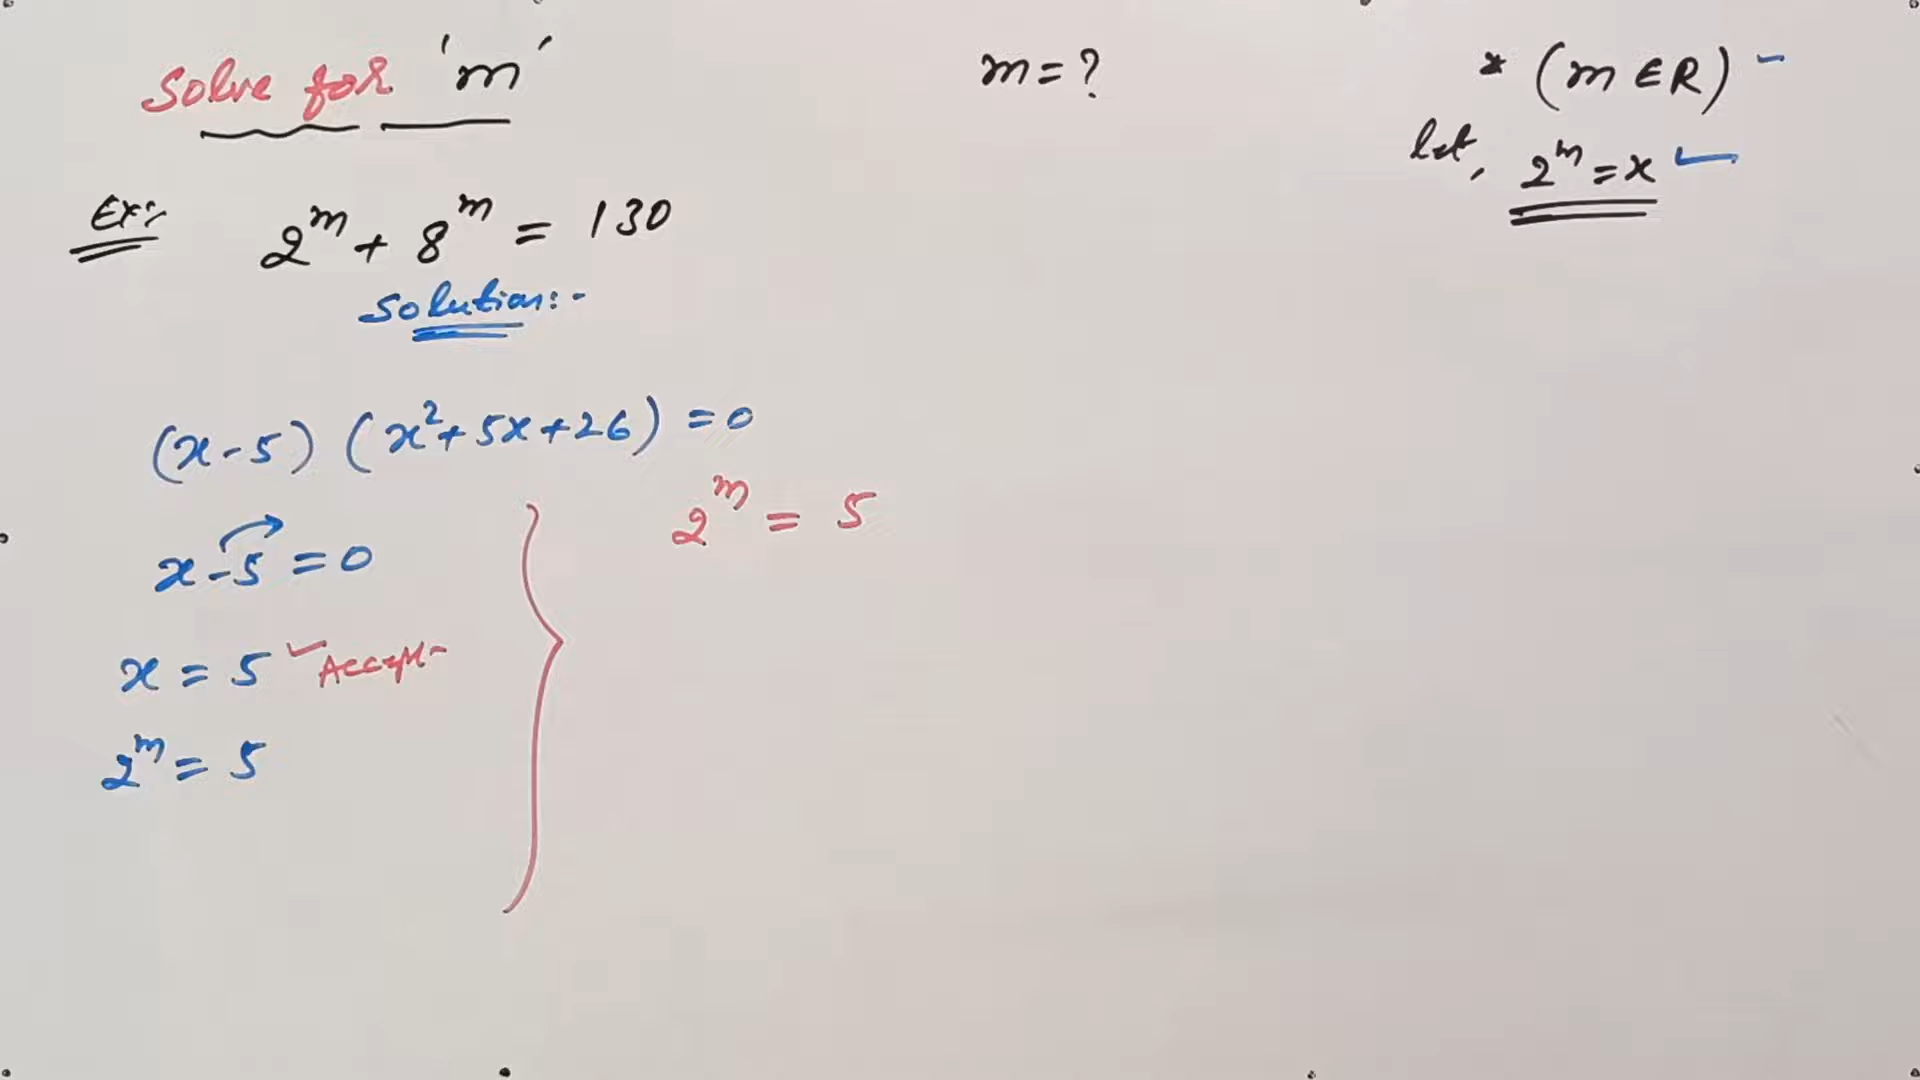 Solve for 'm'
m = ?
* (m ∈ R) -
let, 2^m = x ✓
Ex:
2^m + 8^m = 130
Solution:-
(x-5) (x²+5x+26) = 0
x-5 = 0
x = 5 ✓ Accept
2^m = 5
2^m = 5